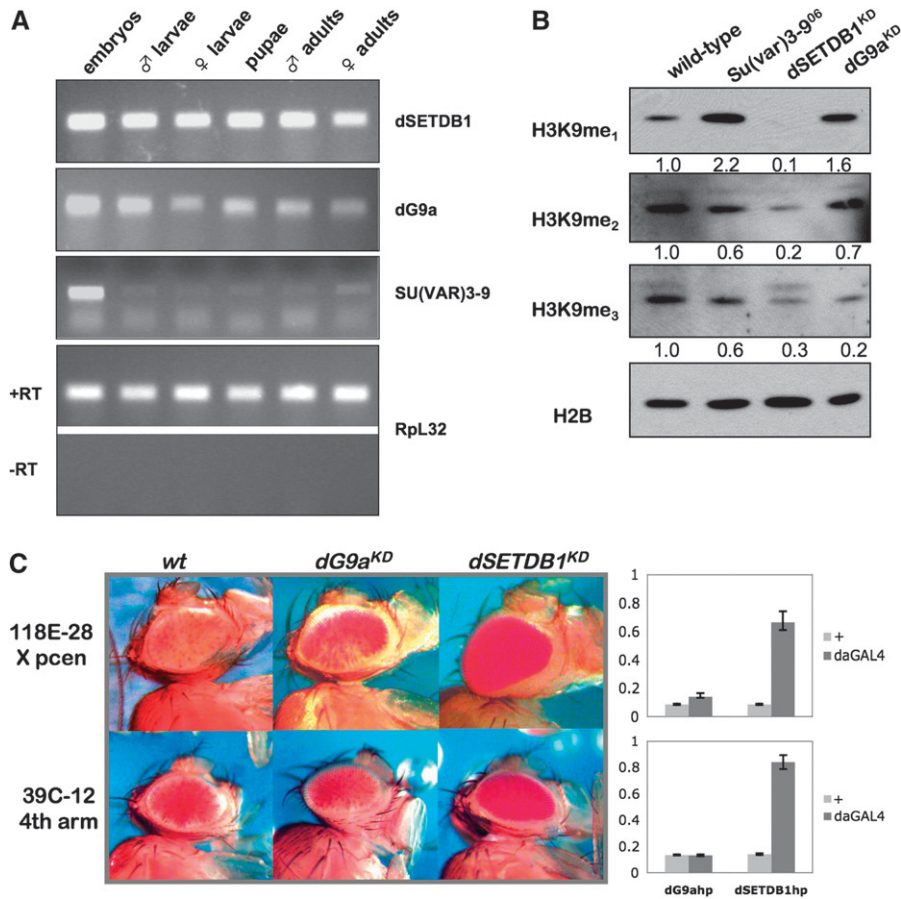 A
embryos
♂ larvae
♀ larvae
pupae
♂ adults
♀ adults
dSETDB1
dG9a
SU(VAR)3-9
+RT
RpL32
-RT
B
wild-type
Su(var)3-9⁰⁶
dSETDB1ᴷᴰ
dG9aᴷᴰ
H3K9me₁
1.0 2.2 0.1 1.6
H3K9me₂
1.0 0.6 0.2 0.7
H3K9me₃
1.0 0.6 0.3 0.2
H2B
C
wt dG9aᴷᴰ dSETDB1ᴷᴰ
118E-28
X pcen
39C-12
4th arm
1
0.8
0.6
0.4
0.2
0
+
daGAL4
1
0.8
0.6
0.4
0.2
0
+
daGAL4
dG9ahp dSETDB1hp